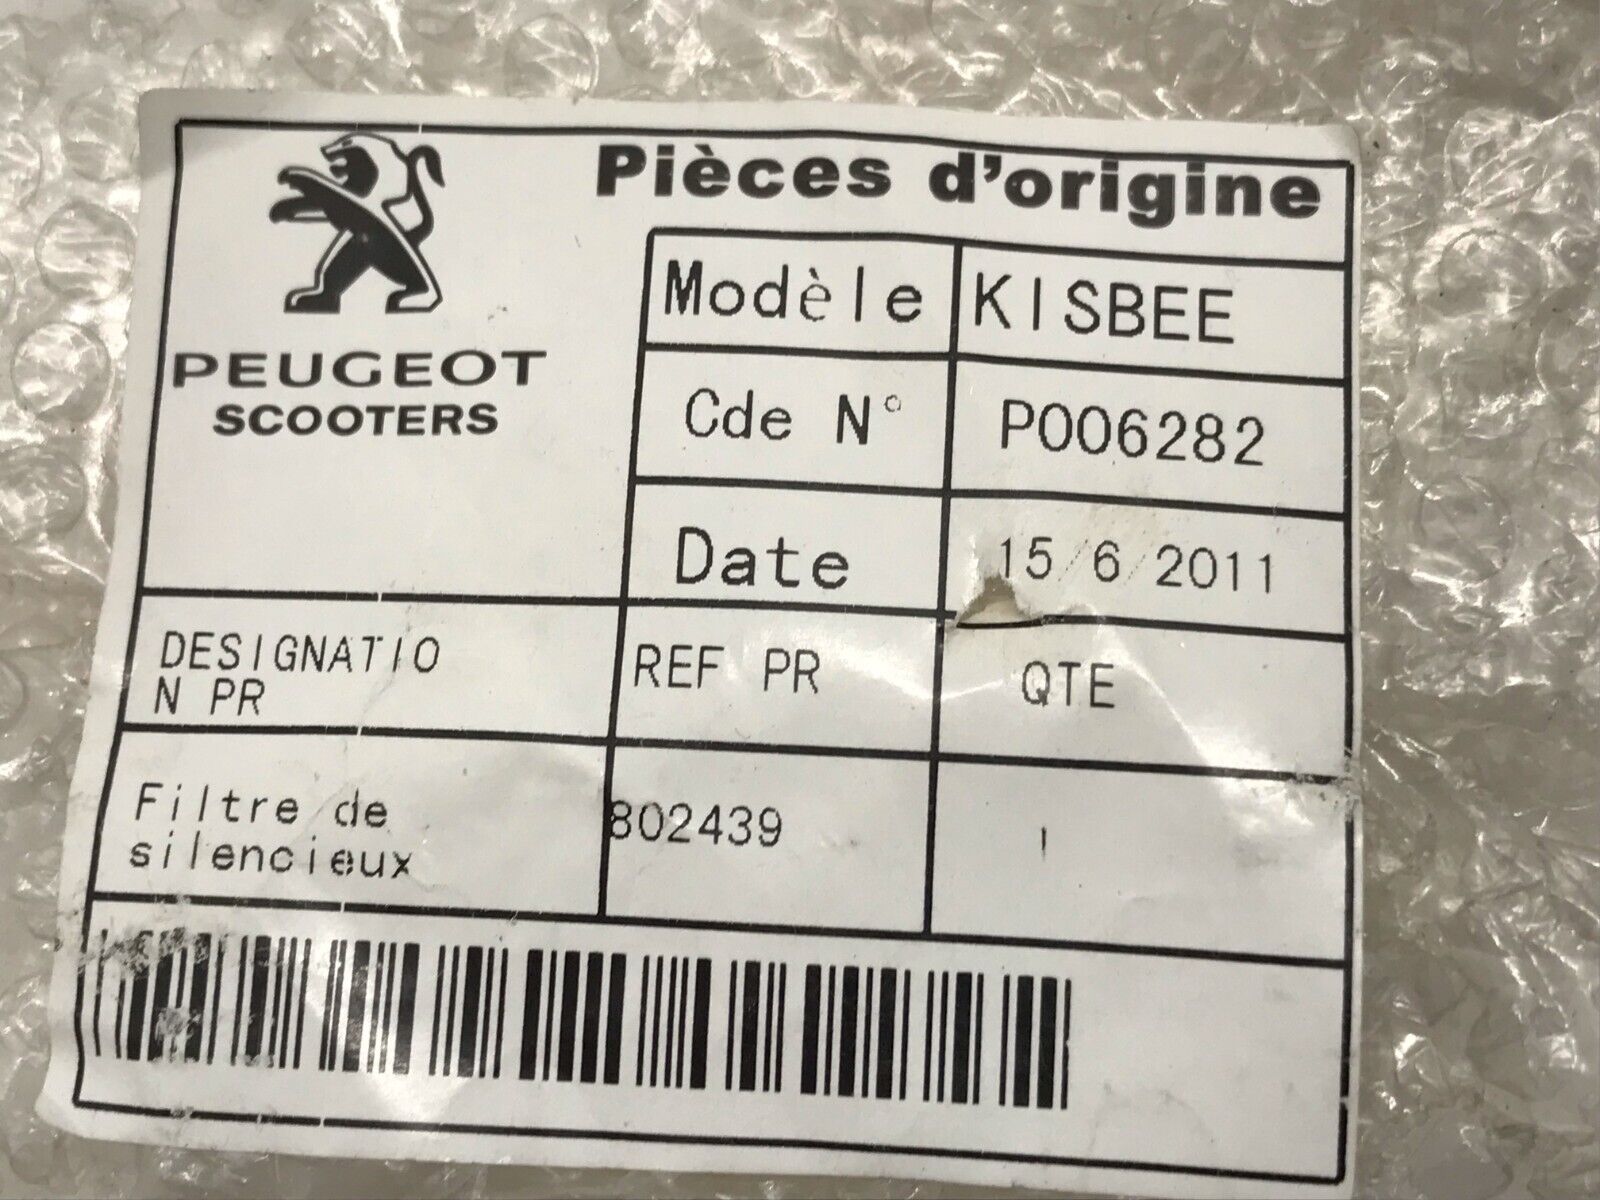 Pièces d'origine
PEUGEOT
SCOOTERS
Modèle KISBEE
Cde N° P006282
Date 15/6/2011
DESIGNATIO
N PR
REF PR
QTE
Filtre de
silencieux
802439
1